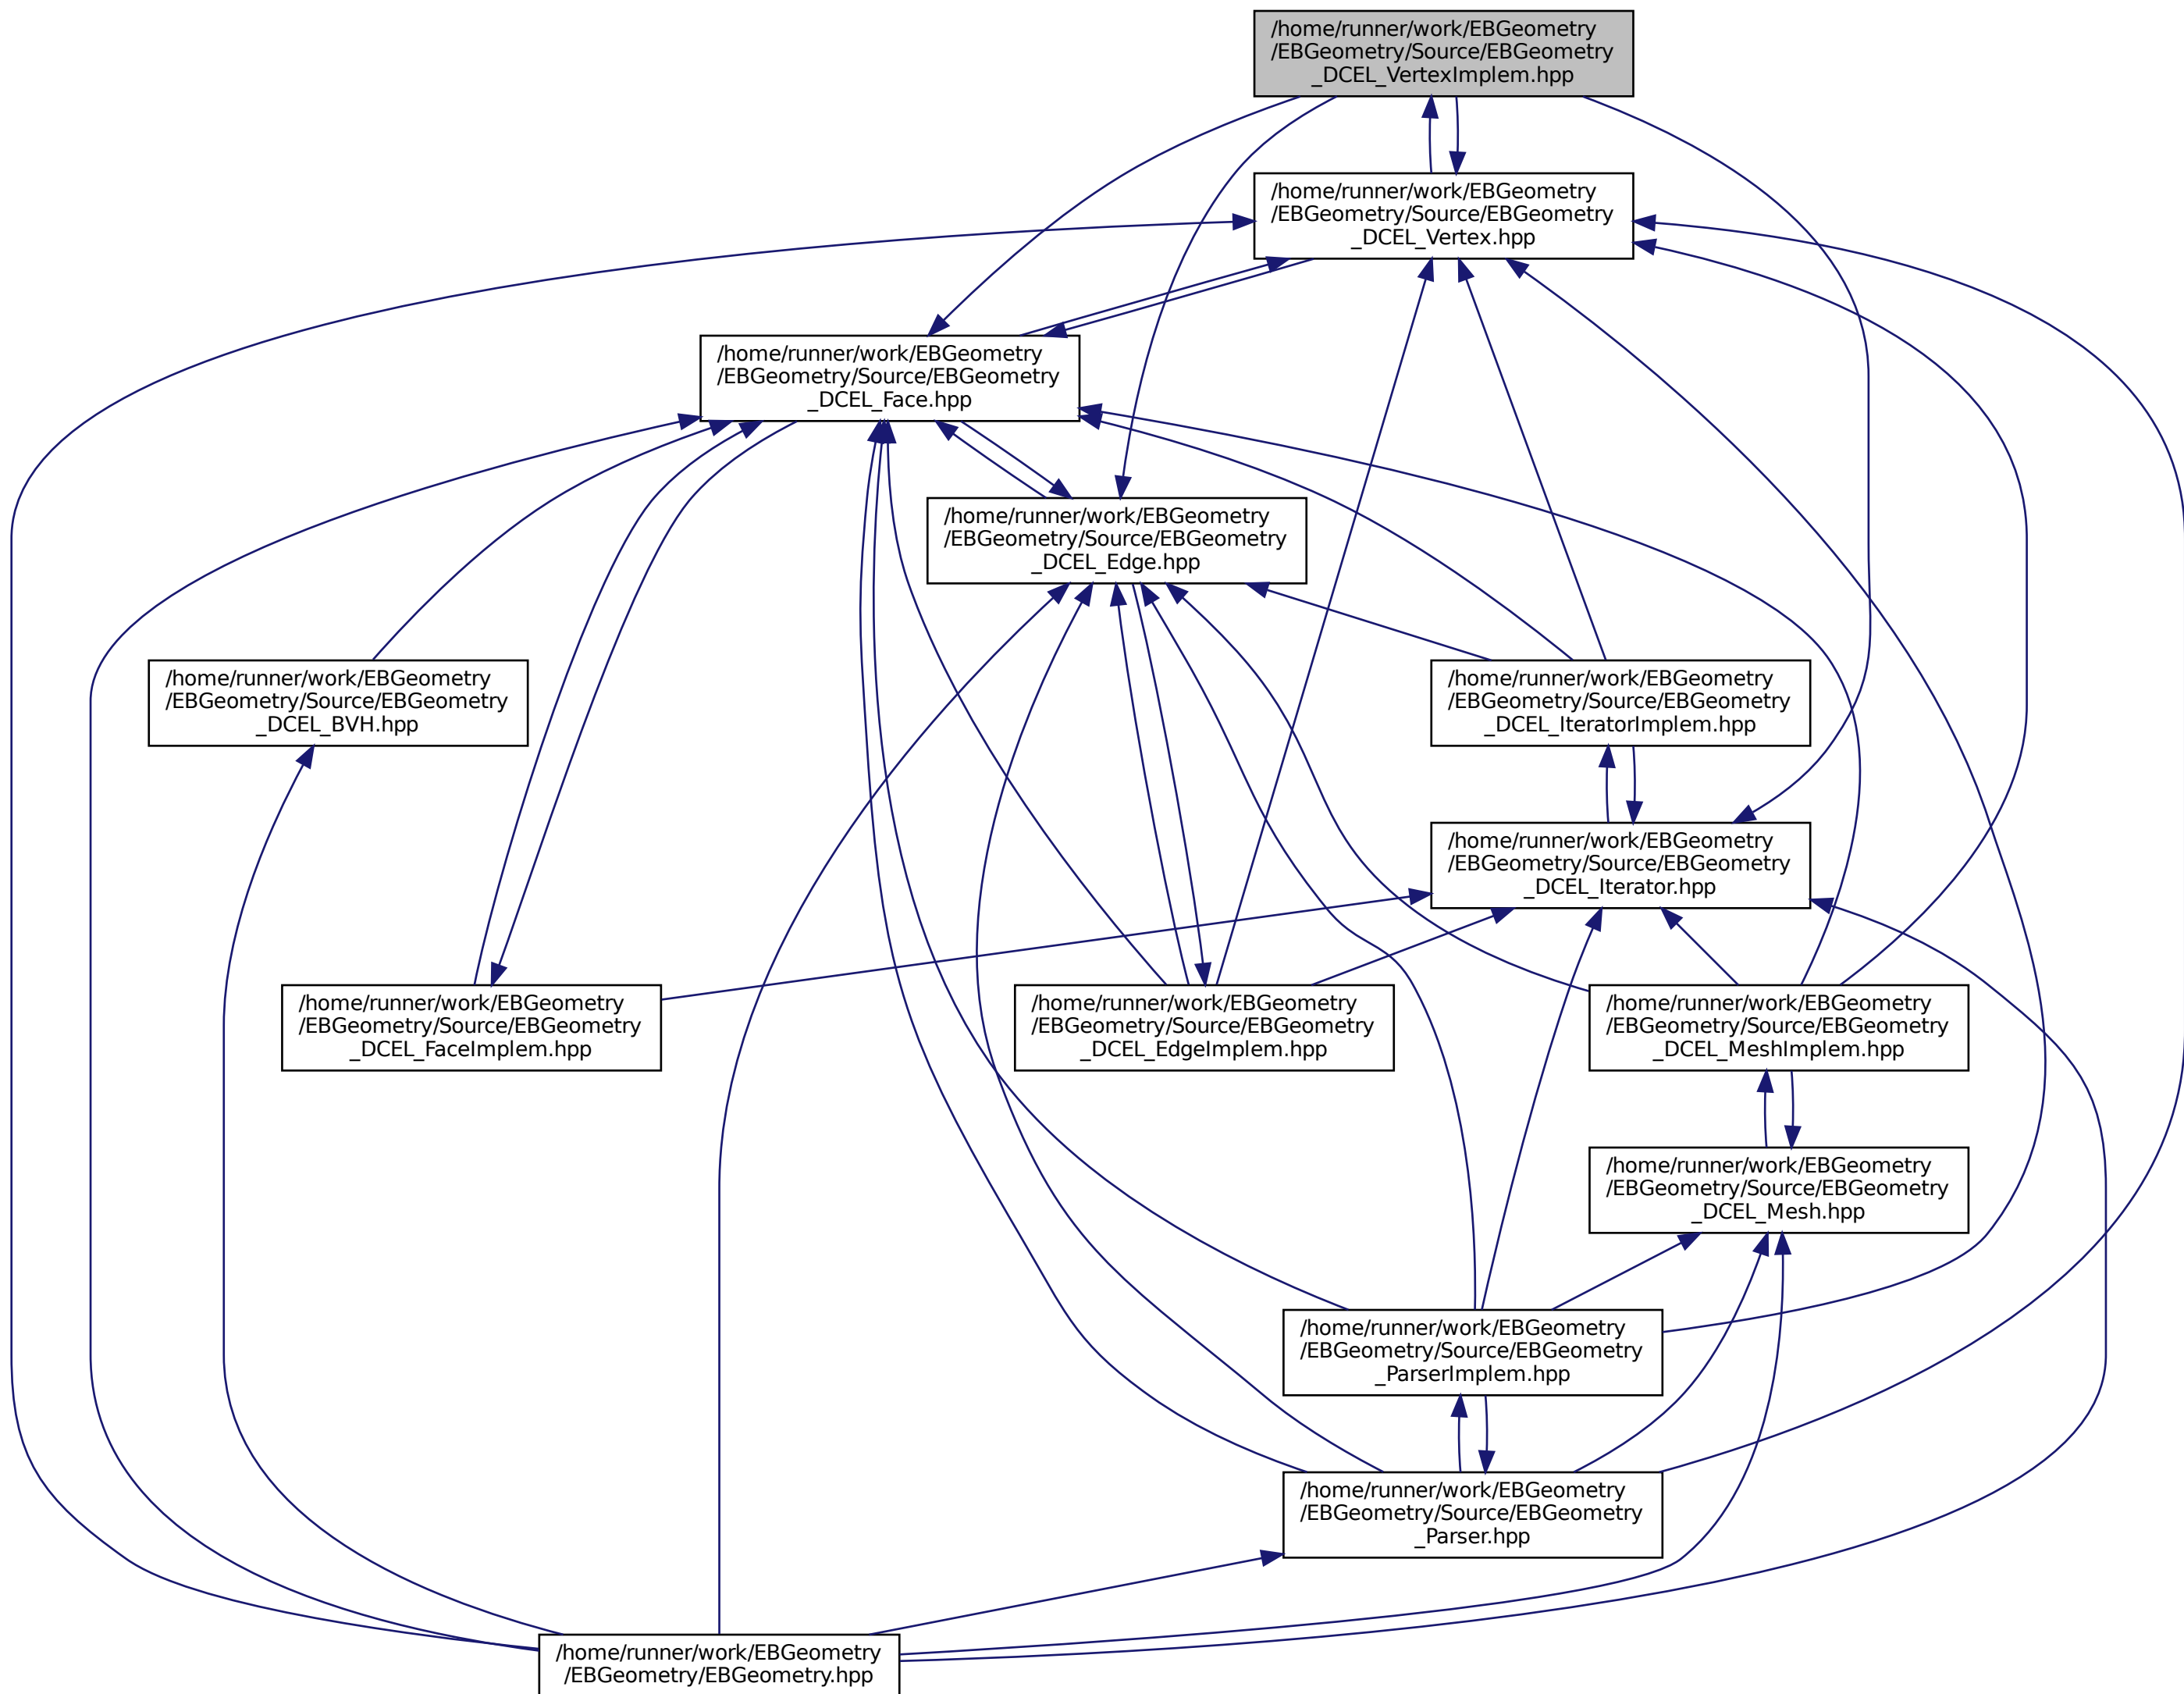 /home/runner/work/EBGeometry
/EBGeometry/Source/EBGeometry
_DCEL_VertexImplem.hpp
/home/runner/work/EBGeometry
/EBGeometry/Source/EBGeometry
_DCEL_Vertex.hpp
/home/runner/work/EBGeometry
/EBGeometry/Source/EBGeometry
_DCEL_Face.hpp
/home/runner/work/EBGeometry
/EBGeometry/Source/EBGeometry
_DCEL_Edge.hpp
/home/runner/work/EBGeometry
/EBGeometry/Source/EBGeometry
_DCEL_BVH.hpp
/home/runner/work/EBGeometry
/EBGeometry/Source/EBGeometry
_DCEL_IteratorImplem.hpp
/home/runner/work/EBGeometry
/EBGeometry/Source/EBGeometry
_DCEL_Iterator.hpp
/home/runner/work/EBGeometry
/EBGeometry/Source/EBGeometry
_DCEL_FaceImplem.hpp
/home/runner/work/EBGeometry
/EBGeometry/Source/EBGeometry
_DCEL_EdgeImplem.hpp
/home/runner/work/EBGeometry
/EBGeometry/Source/EBGeometry
_DCEL_MeshImplem.hpp
/home/runner/work/EBGeometry
/EBGeometry/Source/EBGeometry
_DCEL_Mesh.hpp
/home/runner/work/EBGeometry
/EBGeometry/Source/EBGeometry
_ParserImplem.hpp
/home/runner/work/EBGeometry
/EBGeometry/Source/EBGeometry
_Parser.hpp
/home/runner/work/EBGeometry
/EBGeometry/EBGeometry.hpp